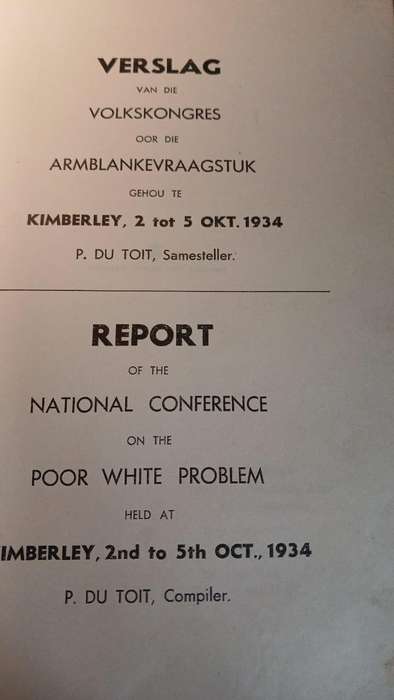 VERSLAG
VAN DIE
VOLKSKONGRES
OOR DIE
ARMBLANKEVRAAGSTUK
GEHOU TE
KIMBERLEY, 2 tot 5 OKT. 1934
P. DU TOIT, Samesteller.
REPORT
OF THE
NATIONAL CONFERENCE
ON THE
POOR WHITE PROBLEM
HELD AT
IMBERLEY, 2nd to 5th OCT., 1934
P. DU TOIT, Compiler.